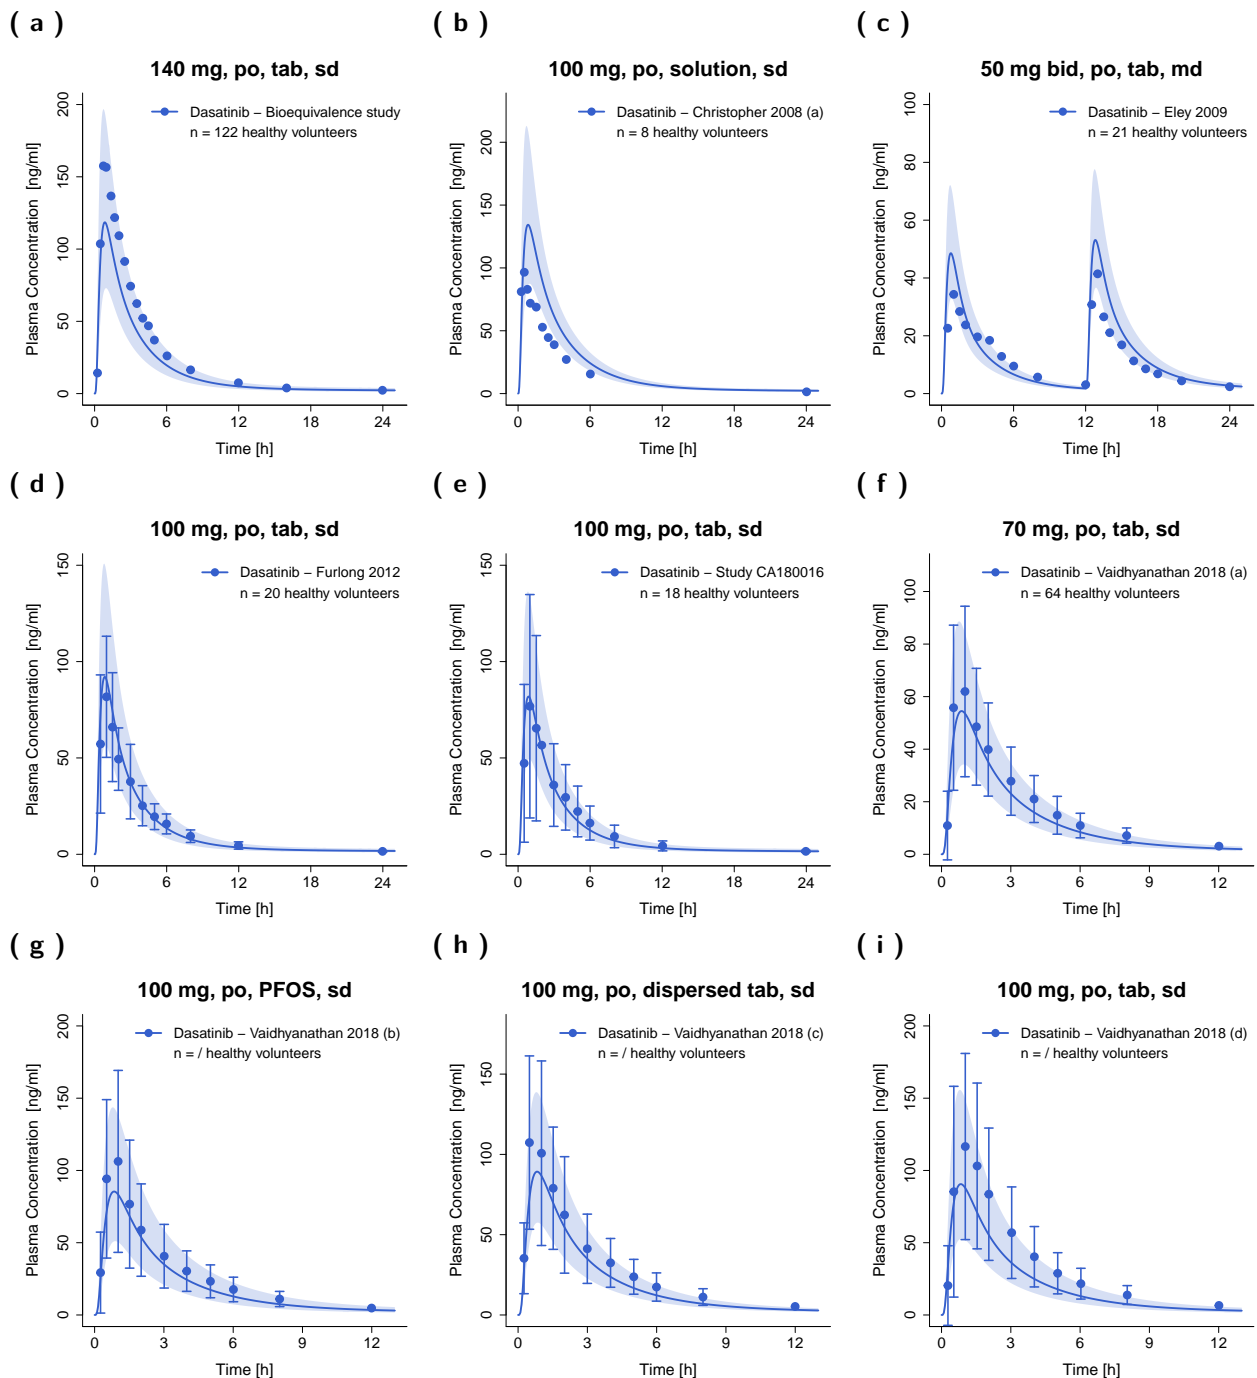 ( a )
140 mg, po, tab, sd
Dasatinib – Bioequivalence study
n = 122 healthy volunteers
Plasma Concentration [ng/ml]
200
150
100
50
0
0 6 12 18 24
Time [h]
( b )
100 mg, po, solution, sd
Dasatinib – Christopher 2008 (a)
n = 8 healthy volunteers
Plasma Concentration [ng/ml]
200
150
100
50
0
0 6 12 18 24
Time [h]
( c )
50 mg bid, po, tab, md
Dasatinib – Eley 2009
n = 21 healthy volunteers
Plasma Concentration [ng/ml]
100
80
60
40
20
0
0 6 12 18 24
Time [h]
( d )
100 mg, po, tab, sd
Dasatinib – Furlong 2012
n = 20 healthy volunteers
Plasma Concentration [ng/ml]
150
100
50
0
0 6 12 18 24
Time [h]
( e )
100 mg, po, tab, sd
Dasatinib – Study CA180016
n = 18 healthy volunteers
Plasma Concentration [ng/ml]
150
100
50
0
0 6 12 18 24
Time [h]
( f )
70 mg, po, tab, sd
Dasatinib – Vaidhyanathan 2018 (a)
n = 64 healthy volunteers
Plasma Concentration [ng/ml]
100
80
60
40
20
0
0 3 6 9 12
Time [h]
( g )
100 mg, po, PFOS, sd
Dasatinib – Vaidhyanathan 2018 (b)
n = / healthy volunteers
Plasma Concentration [ng/ml]
200
150
100
50
0
0 3 6 9 12
Time [h]
( h )
100 mg, po, dispersed tab, sd
Dasatinib – Vaidhyanathan 2018 (c)
n = / healthy volunteers
Plasma Concentration [ng/ml]
150
100
50
0
0 3 6 9 12
Time [h]
( i )
100 mg, po, tab, sd
Dasatinib – Vaidhyanathan 2018 (d)
n = / healthy volunteers
Plasma Concentration [ng/ml]
200
150
100
50
0
0 3 6 9 12
Time [h]